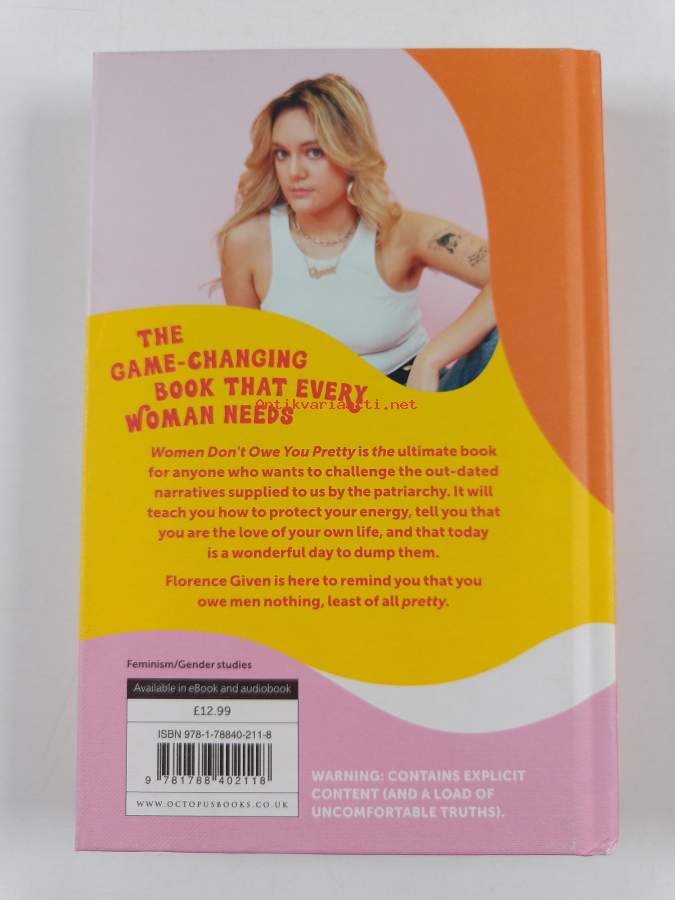 THE
GAME-CHANGING
BOOK THAT EVERY
WOMAN NEEDS
Antikvariaatti.net
Women Don't Owe You Pretty is the ultimate book
for anyone who wants to challenge the out-dated
narratives supplied to us by the patriarchy. It will
teach you how to protect your energy, tell you that
you are the love of your own life, and that today
is a wonderful day to dump them.
Florence Given is here to remind you that you
owe men nothing, least of all pretty.
Feminism/Gender studies
Available in eBook and audiobook
£12.99
ISBN 978-1-78840-211-8
9 781788 402118
WWW.OCTOPUSBOOKS.CO.UK
WARNING: CONTAINS EXPLICIT
CONTENT (AND A LOAD OF
UNCOMFORTABLE TRUTHS).